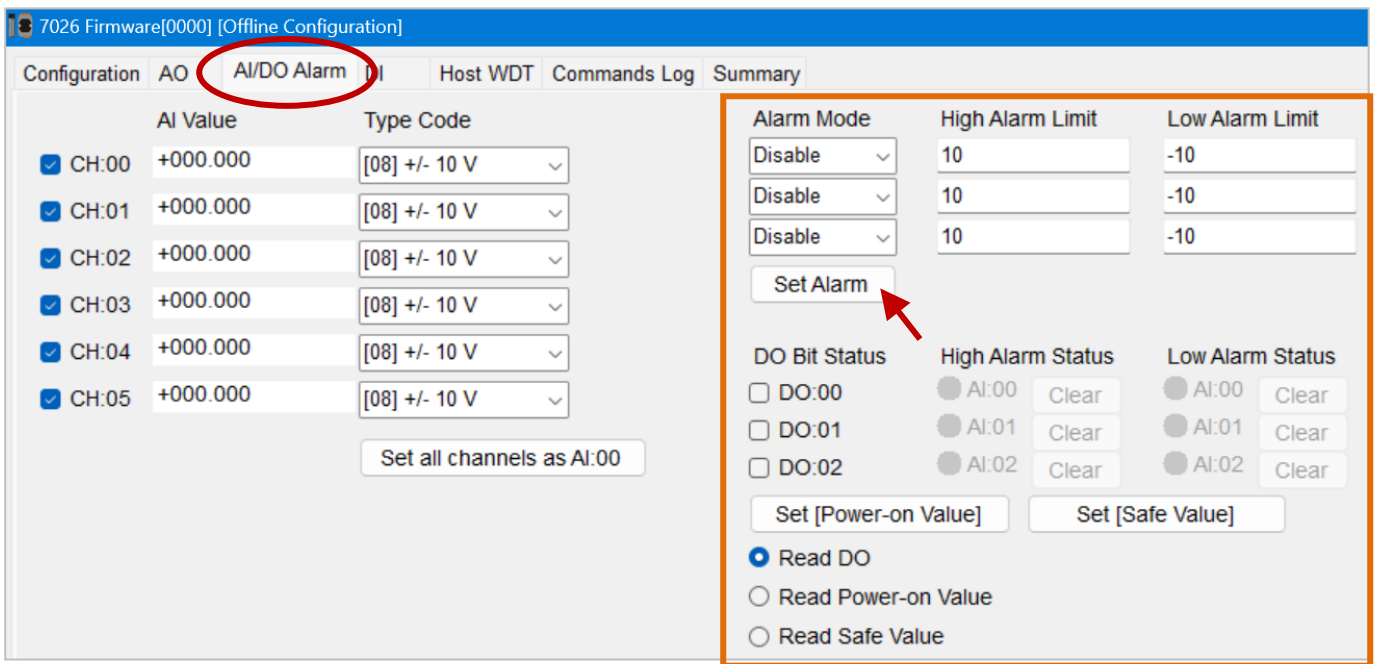 7026 Firmware[0000] [Offline Configuration]
Configuration AO AI/DO Alarm DI Host WDT Commands Log Summary
AI Value Type Code
CH:00 +000.000 [08] +/- 10 V
CH:01 +000.000 [08] +/- 10 V
CH:02 +000.000 [08] +/- 10 V
CH:03 +000.000 [08] +/- 10 V
CH:04 +000.000 [08] +/- 10 V
CH:05 +000.000 [08] +/- 10 V
Set all channels as AI:00
Alarm Mode High Alarm Limit Low Alarm Limit
Disable 10 -10
Disable 10 -10
Disable 10 -10
Set Alarm
DO Bit Status High Alarm Status Low Alarm Status
DO:00 AI:00 Clear AI:00 Clear
DO:01 AI:01 Clear AI:01 Clear
DO:02 AI:02 Clear AI:02 Clear
Set [Power-on Value] Set [Safe Value]
Read DO
Read Power-on Value
Read Safe Value